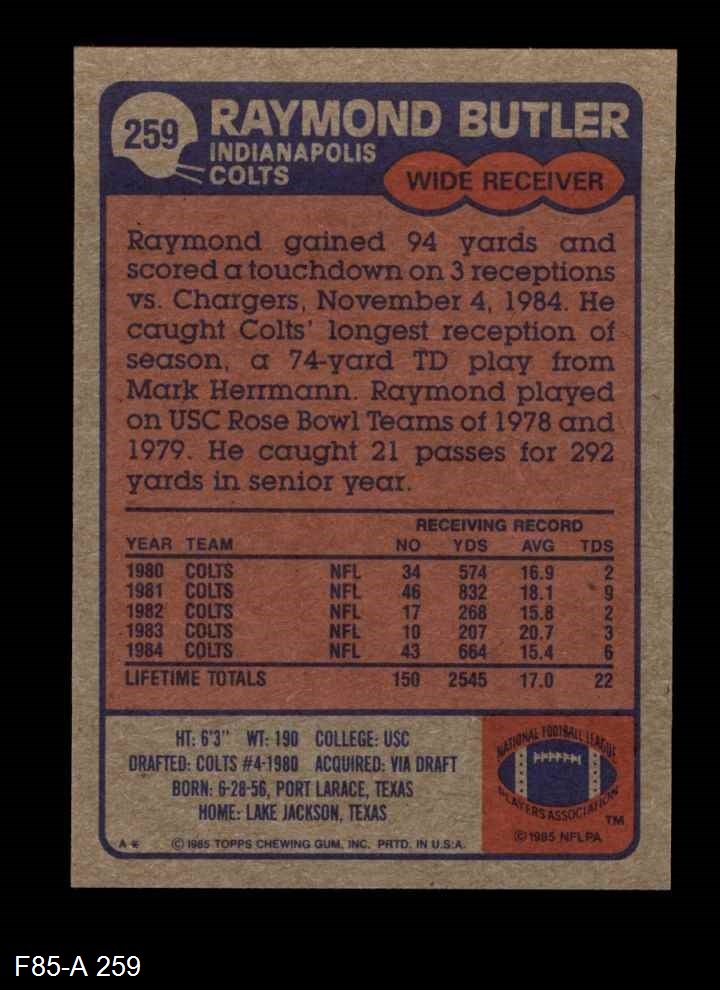 259
RAYMOND BUTLER
INDIANAPOLIS
COLTS
WIDE RECEIVER
Raymond gained 94 yards and
scored a touchdown on 3 receptions
vs. Chargers, November 4, 1984. He
caught Colts' longest reception of
season, a 74-yard TD play from
Mark Herrmann. Raymond played
on USC Rose Bowl Teams of 1978 and
1979. He caught 21 passes for 292
yards in senior year.
RECEIVING RECORD
YEAR TEAM NO YDS AVG TDS
1980 COLTS NFL 34 574 16.9 2
1981 COLTS NFL 46 832 18.1 9
1982 COLTS NFL 17 268 15.8 2
1983 COLTS NFL 10 207 20.7 3
1984 COLTS NFL 43 664 15.4 6
LIFETIME TOTALS 150 2545 17.0 22
HT: 6'3" WT: 190 COLLEGE: USC
DRAFTED: COLTS #4-1980 ACQUIRED: VIA DRAFT
BORN: 6-28-56, PORT LARACE, TEXAS
HOME: LAKE JACKSON, TEXAS
A* © 1985 TOPPS CHEWING GUM, INC. PRTD. IN U.S.A.
NATIONAL FOOTBALL LEAGUE
PLAYERS ASSOCIATION
TM
© 1985 NFLPA
F85-A 259